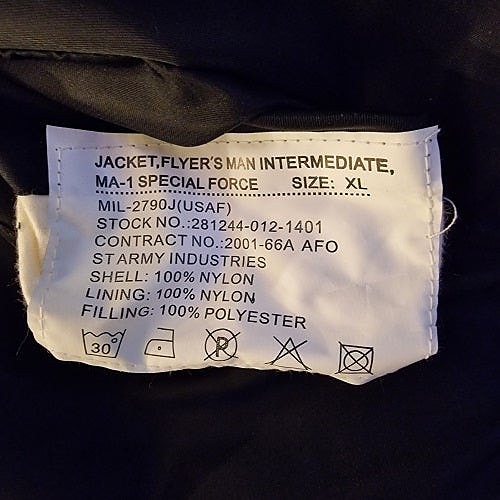 JACKET,FLYER'S MAN INTERMEDIATE,
MA-1 SPECIAL FORCE SIZE: XL
MIL-2790J(USAF)
STOCK NO.:281244-012-1401
CONTRACT NO.:2001-66A AFO
ST ARMY INDUSTRIES
SHELL: 100% NYLON
LINING: 100% NYLON
FILLING: 100% POLYESTER
30 P